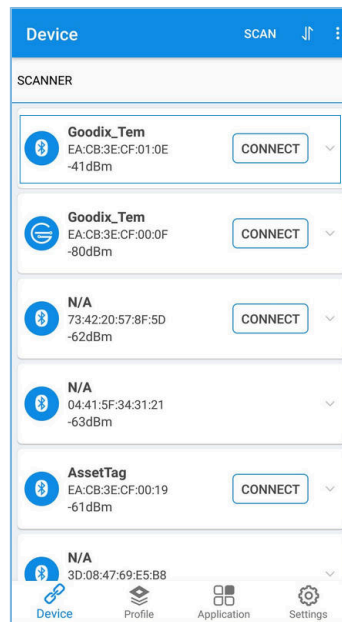 Device SCAN
SCANNER
Goodix_Tem
EA:CB:3E:CF:01:0E
-41dBm
CONNECT
Goodix_Tem
EA:CB:3E:CF:00:0F
-80dBm
CONNECT
N/A
73:42:20:57:8F:5D
-62dBm
CONNECT
N/A
04:41:5F:34:31:21
-63dBm
AssetTag
EA:CB:3E:CF:00:19
-61dBm
CONNECT
N/A
3D:08:47:69:E5:B8
Device Profile Application Settings